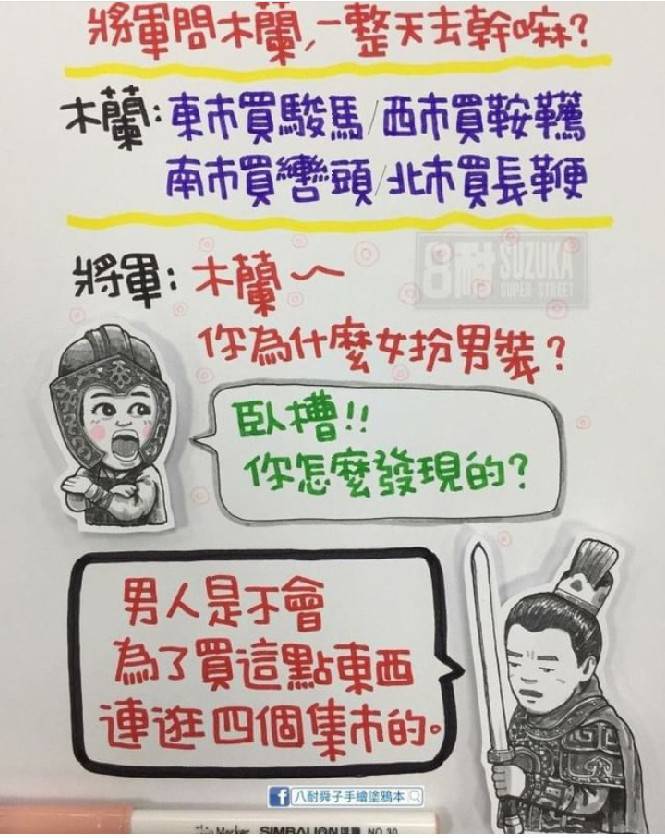 將軍問木蘭,一整天去幹嘛?
木蘭:東市買駿馬/西市買鞍韉
南市買轡頭/北市買長鞭
將軍:木蘭~
你為什麼女扮男裝?
8耐 SUZUKA
SUPER STREET
臥槽!!
你怎麼發現的?
男人是不會
為了買這點東西
連逛四個集市的。
f 八耐舜子手繪塗鴉本
Marker SIMBALION 雄獅 NO.30